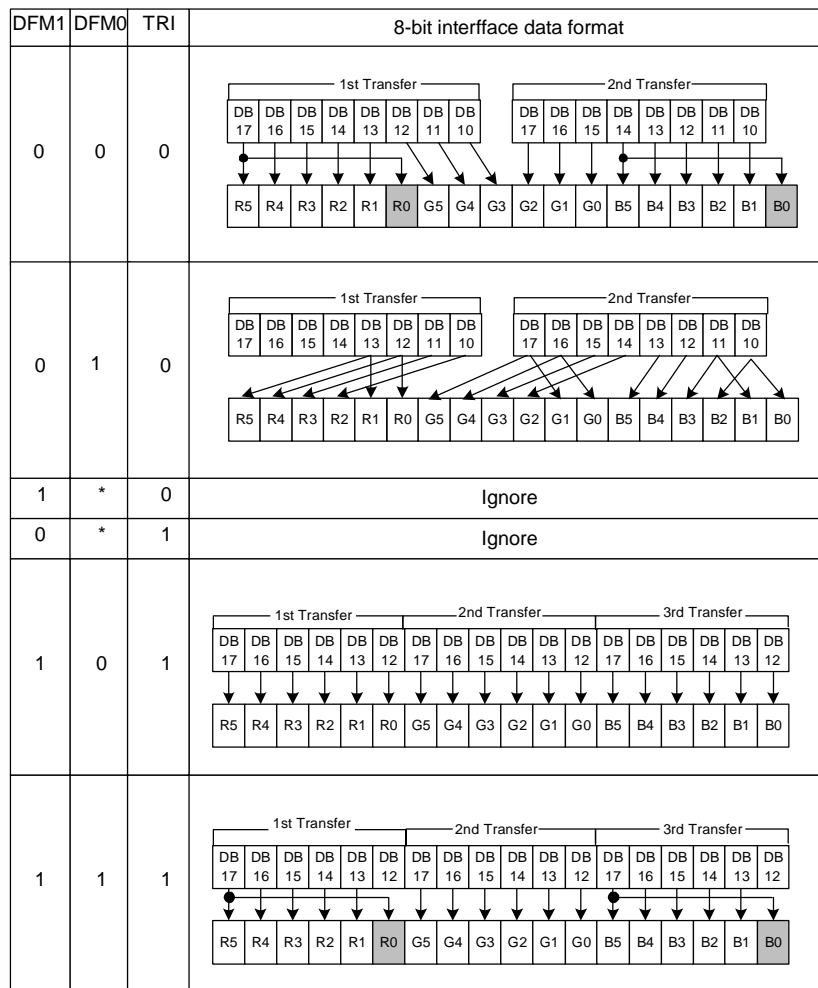 DFM1 DFM0 TRI 8-bit interfface data format
1st Transfer 2nd Transfer
DB DB DB DB DB DB DB DB DB DB DB DB DB DB DB DB
17 16 15 14 13 12 11 10 17 16 15 14 13 12 11 10
0 0 0
R5 R4 R3 R2 R1 R0 G5 G4 G3 G2 G1 G0 B5 B4 B3 B2 B1 B0
1st Transfer 2nd Transfer
DB DB DB DB DB DB DB DB DB DB DB DB DB DB DB DB
17 16 15 14 13 12 11 10 17 16 15 14 13 12 11 10
0 1 0
R5 R4 R3 R2 R1 R0 G5 G4 G3 G2 G1 G0 B5 B4 B3 B2 B1 B0
1 * 0 Ignore
0 * 1 Ignore
1st Transfer 2nd Transfer 3rd Transfer
DB DB DB DB DB DB DB DB DB DB DB DB DB DB DB DB DB DB
17 16 15 14 13 12 17 16 15 14 13 12 17 16 15 14 13 12
1 0 1
R5 R4 R3 R2 R1 R0 G5 G4 G3 G2 G1 G0 B5 B4 B3 B2 B1 B0
1st Transfer 2nd Transfer 3rd Transfer
DB DB DB DB DB DB DB DB DB DB DB DB DB DB DB DB DB DB
17 16 15 14 13 12 17 16 15 14 13 12 17 16 15 14 13 12
1 1 1
R5 R4 R3 R2 R1 R0 G5 G4 G3 G2 G1 G0 B5 B4 B3 B2 B1 B0